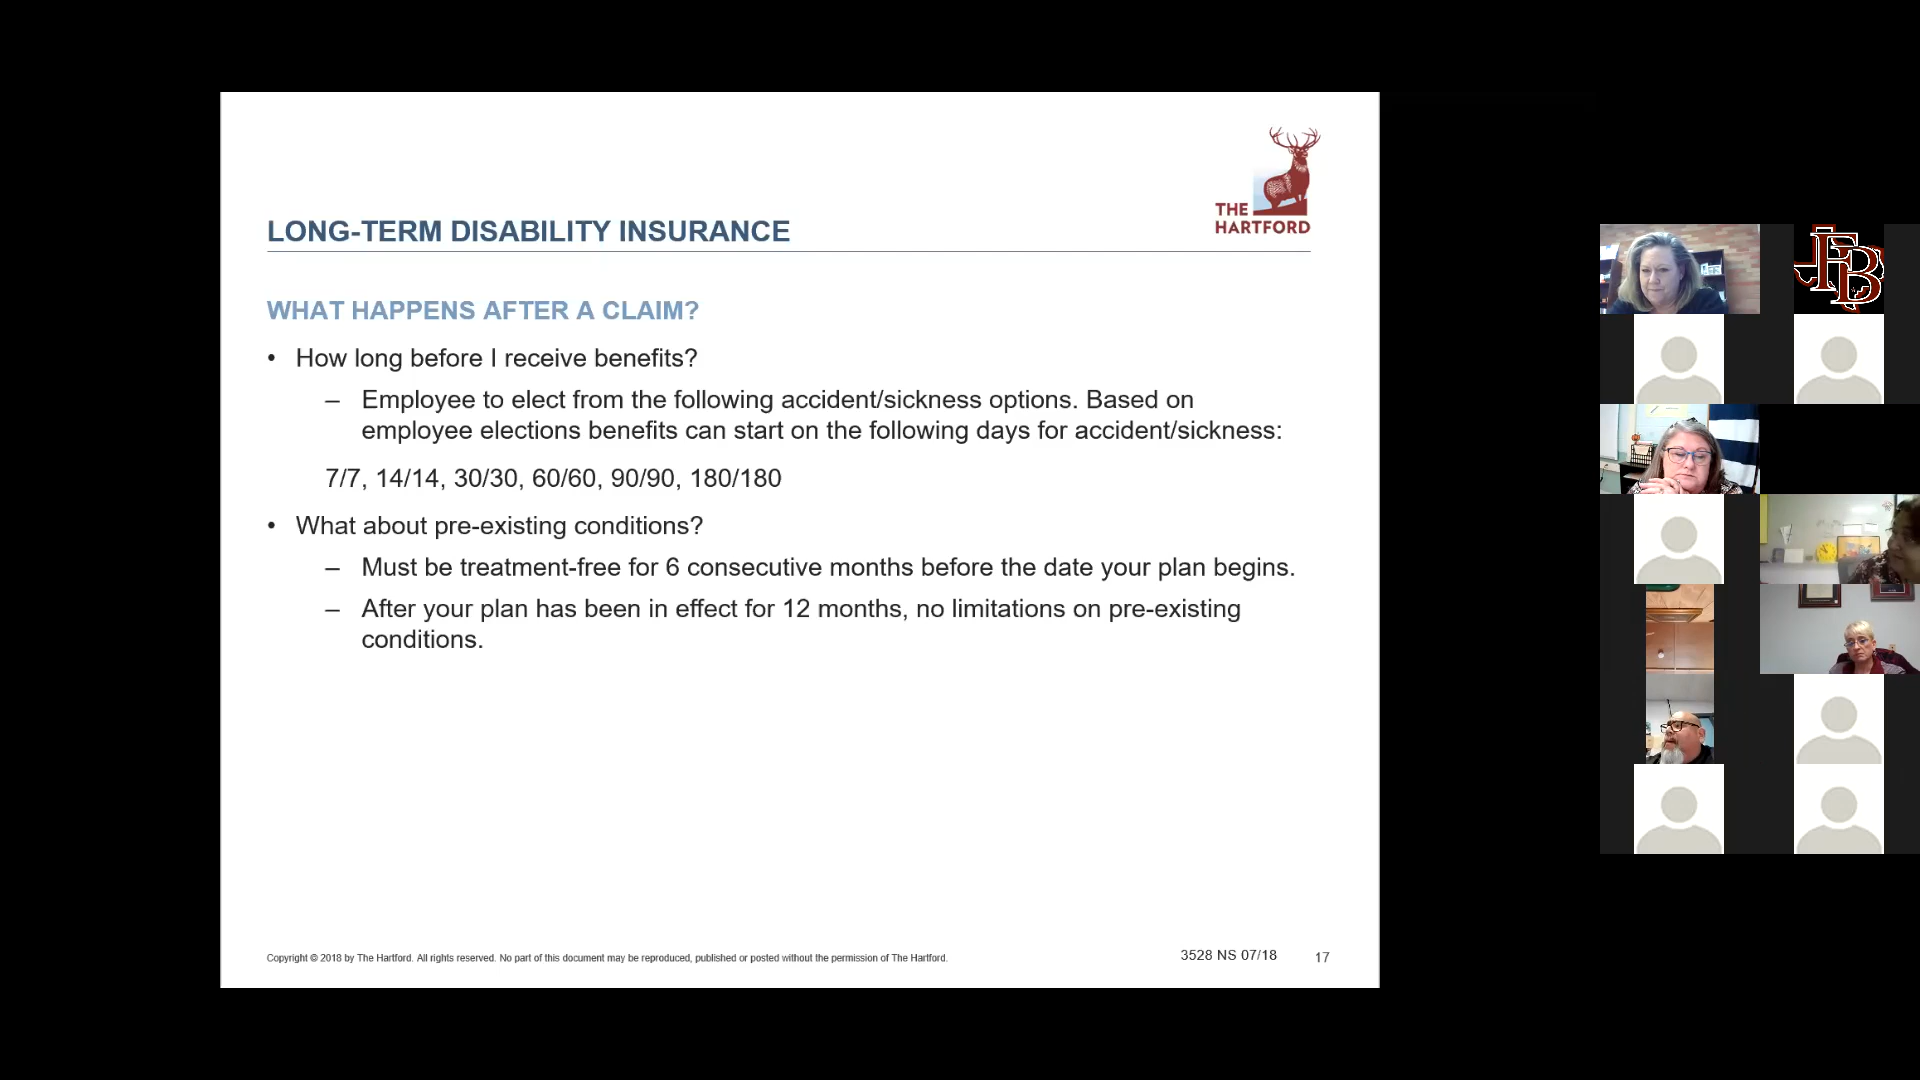 THE
HARTFORD
LONG-TERM DISABILITY INSURANCE
WHAT HAPPENS AFTER A CLAIM?
• How long before I receive benefits?
– Employee to elect from the following accident/sickness options. Based on
employee elections benefits can start on the following days for accident/sickness:
7/7, 14/14, 30/30, 60/60, 90/90, 180/180
• What about pre-existing conditions?
– Must be treatment-free for 6 consecutive months before the date your plan begins.
– After your plan has been in effect for 12 months, no limitations on pre-existing
conditions.
Copyright © 2018 by The Hartford. All rights reserved. No part of this document may be reproduced, published or posted without the permission of The Hartford.
3528 NS 07/18
17
FB